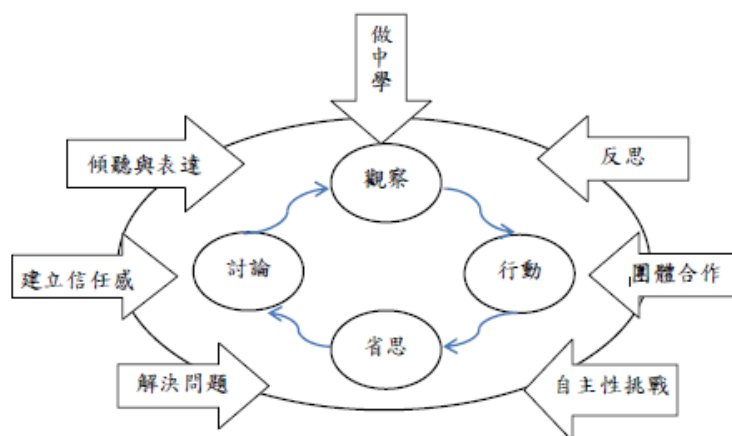 做中學
傾聽與表達
反思
觀察
建立信任感
討論
行動
團體合作
省思
解決問題
自主性挑戰